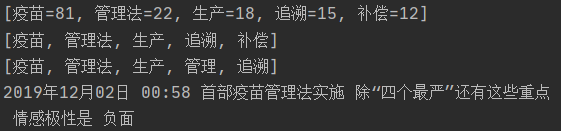 [疫苗=81, 管理法=22, 生产=18, 追溯=15, 补偿=12]
[疫苗, 管理法, 生产, 追溯, 补偿]
[疫苗, 管理法, 生产, 管理, 追溯]
2019年12月02日 00:58 首部疫苗管理法实施 除“四个最严”还有这些重点
情感极性是 负面